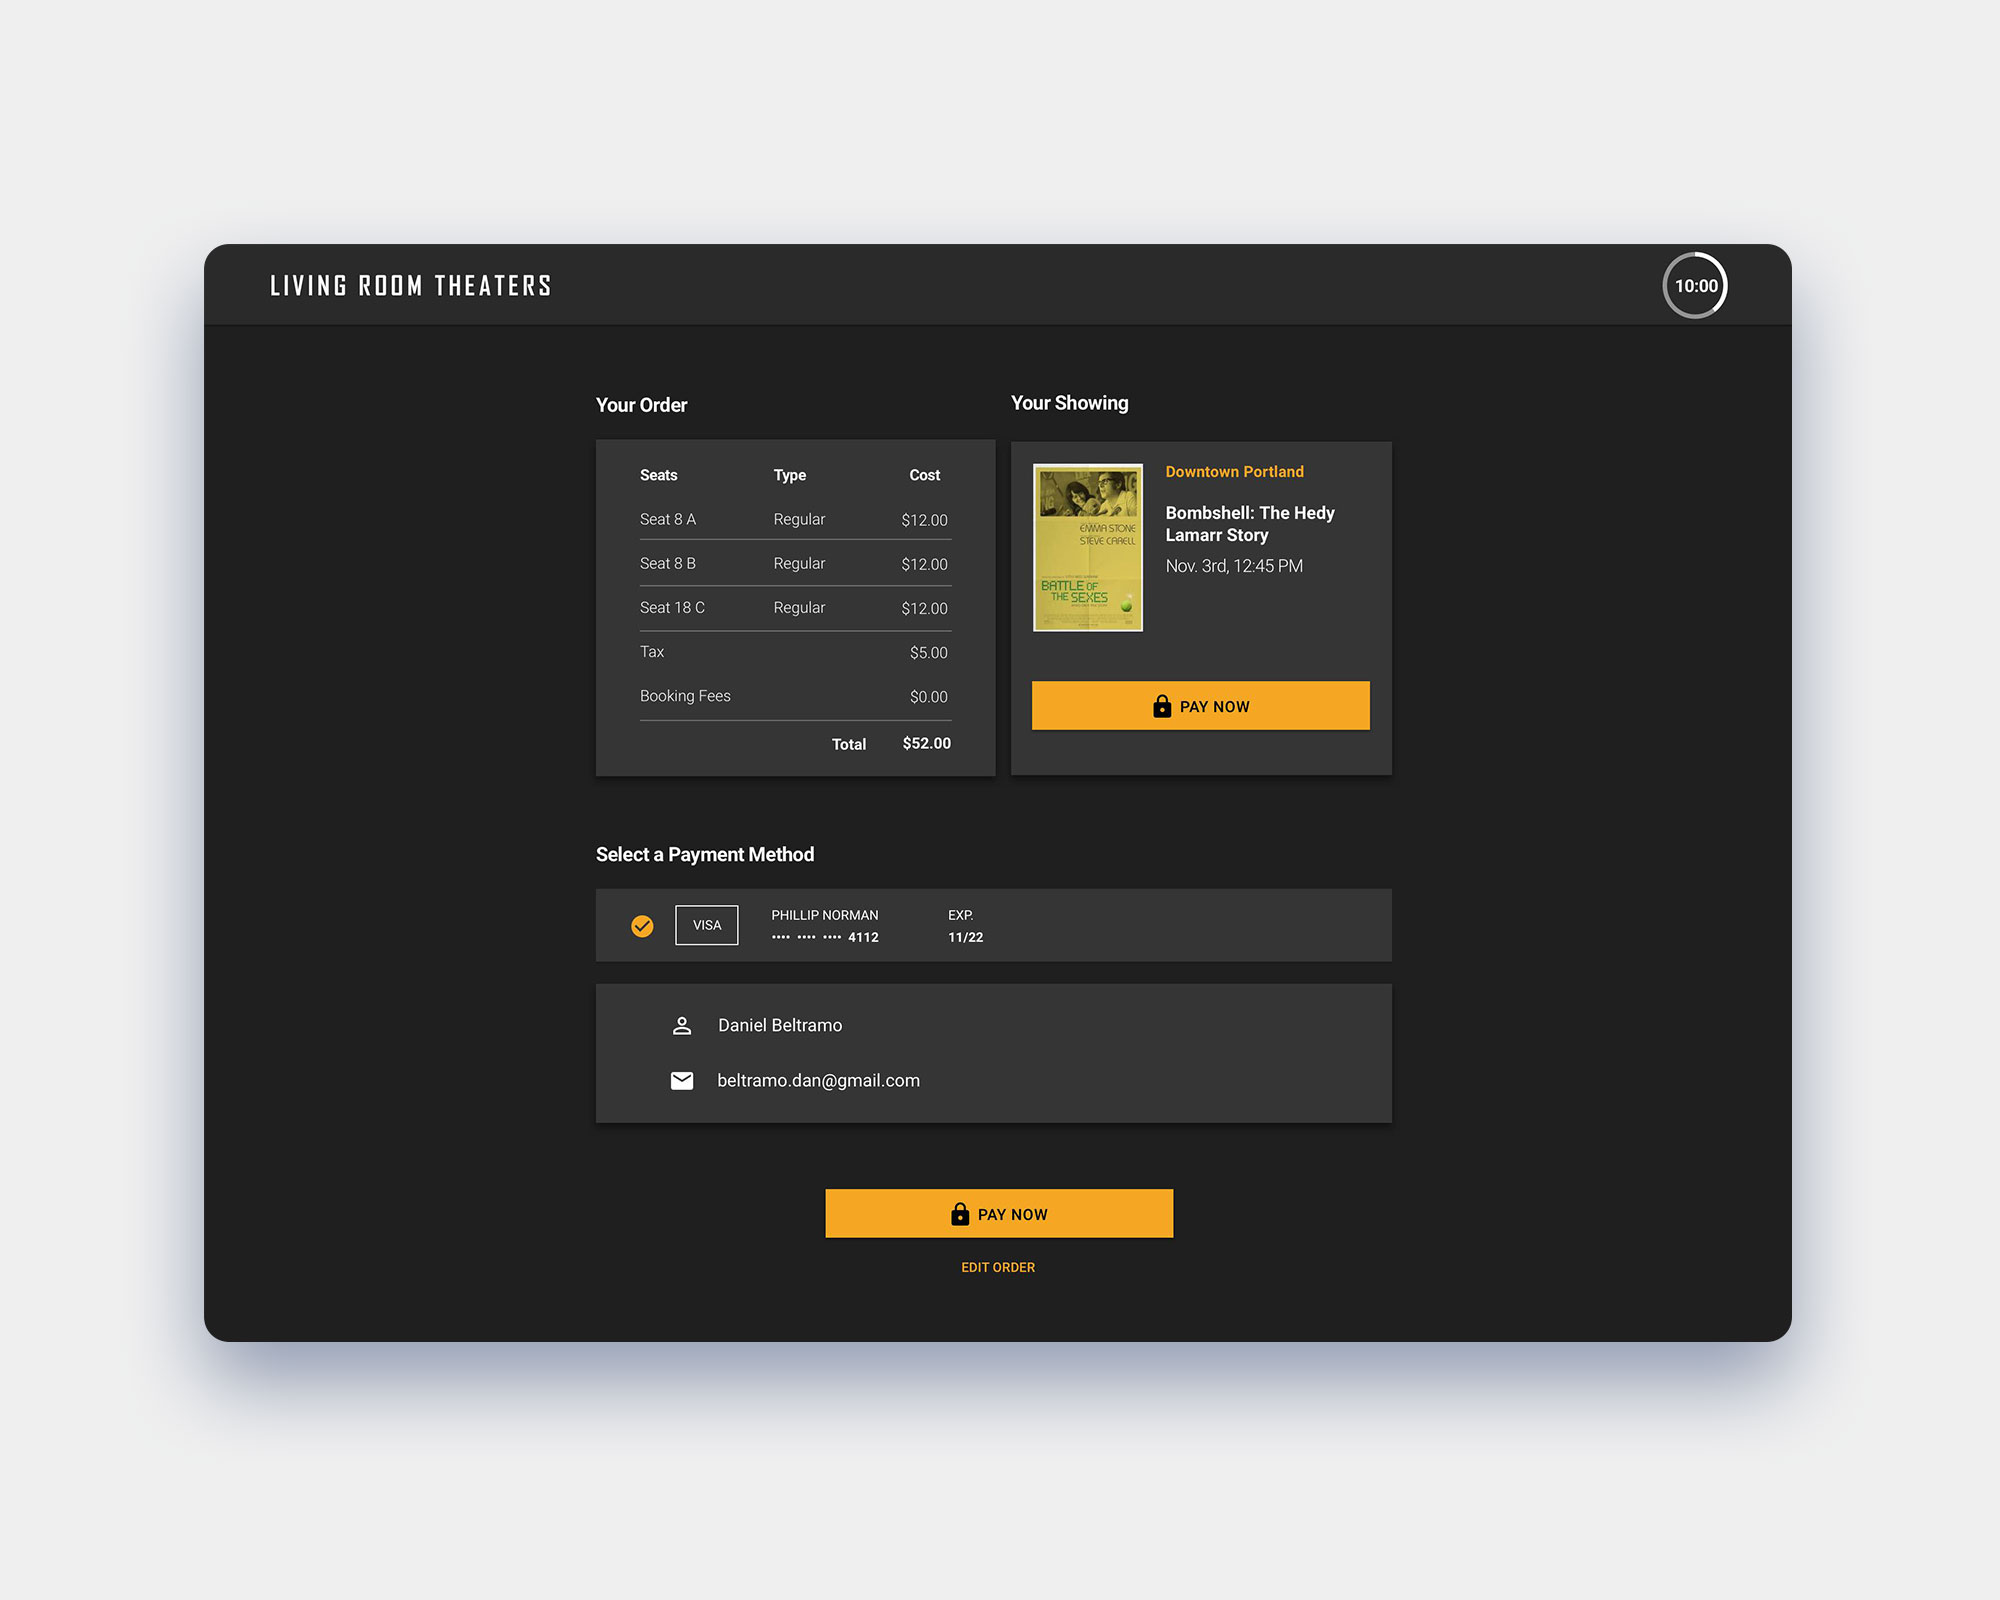 LIVING ROOM THEATERS
10:00
Your Order
Seats Type Cost
Seat 8 A Regular $12.00
Seat 8 B Regular $12.00
Seat 18 C Regular $12.00
Tax $5.00
Booking Fees $0.00
Total $52.00
Your Showing
EMMA STONE
STEVE CARELL
BATTLE OF
THE SEXES
Downtown Portland
Bombshell: The Hedy
Lamarr Story
Nov. 3rd, 12:45 PM
PAY NOW
Select a Payment Method
VISA
PHILLIP NORMAN
•••• •••• •••• 4112
EXP.
11/22
Daniel Beltramo
beltramo.dan@gmail.com
PAY NOW
EDIT ORDER